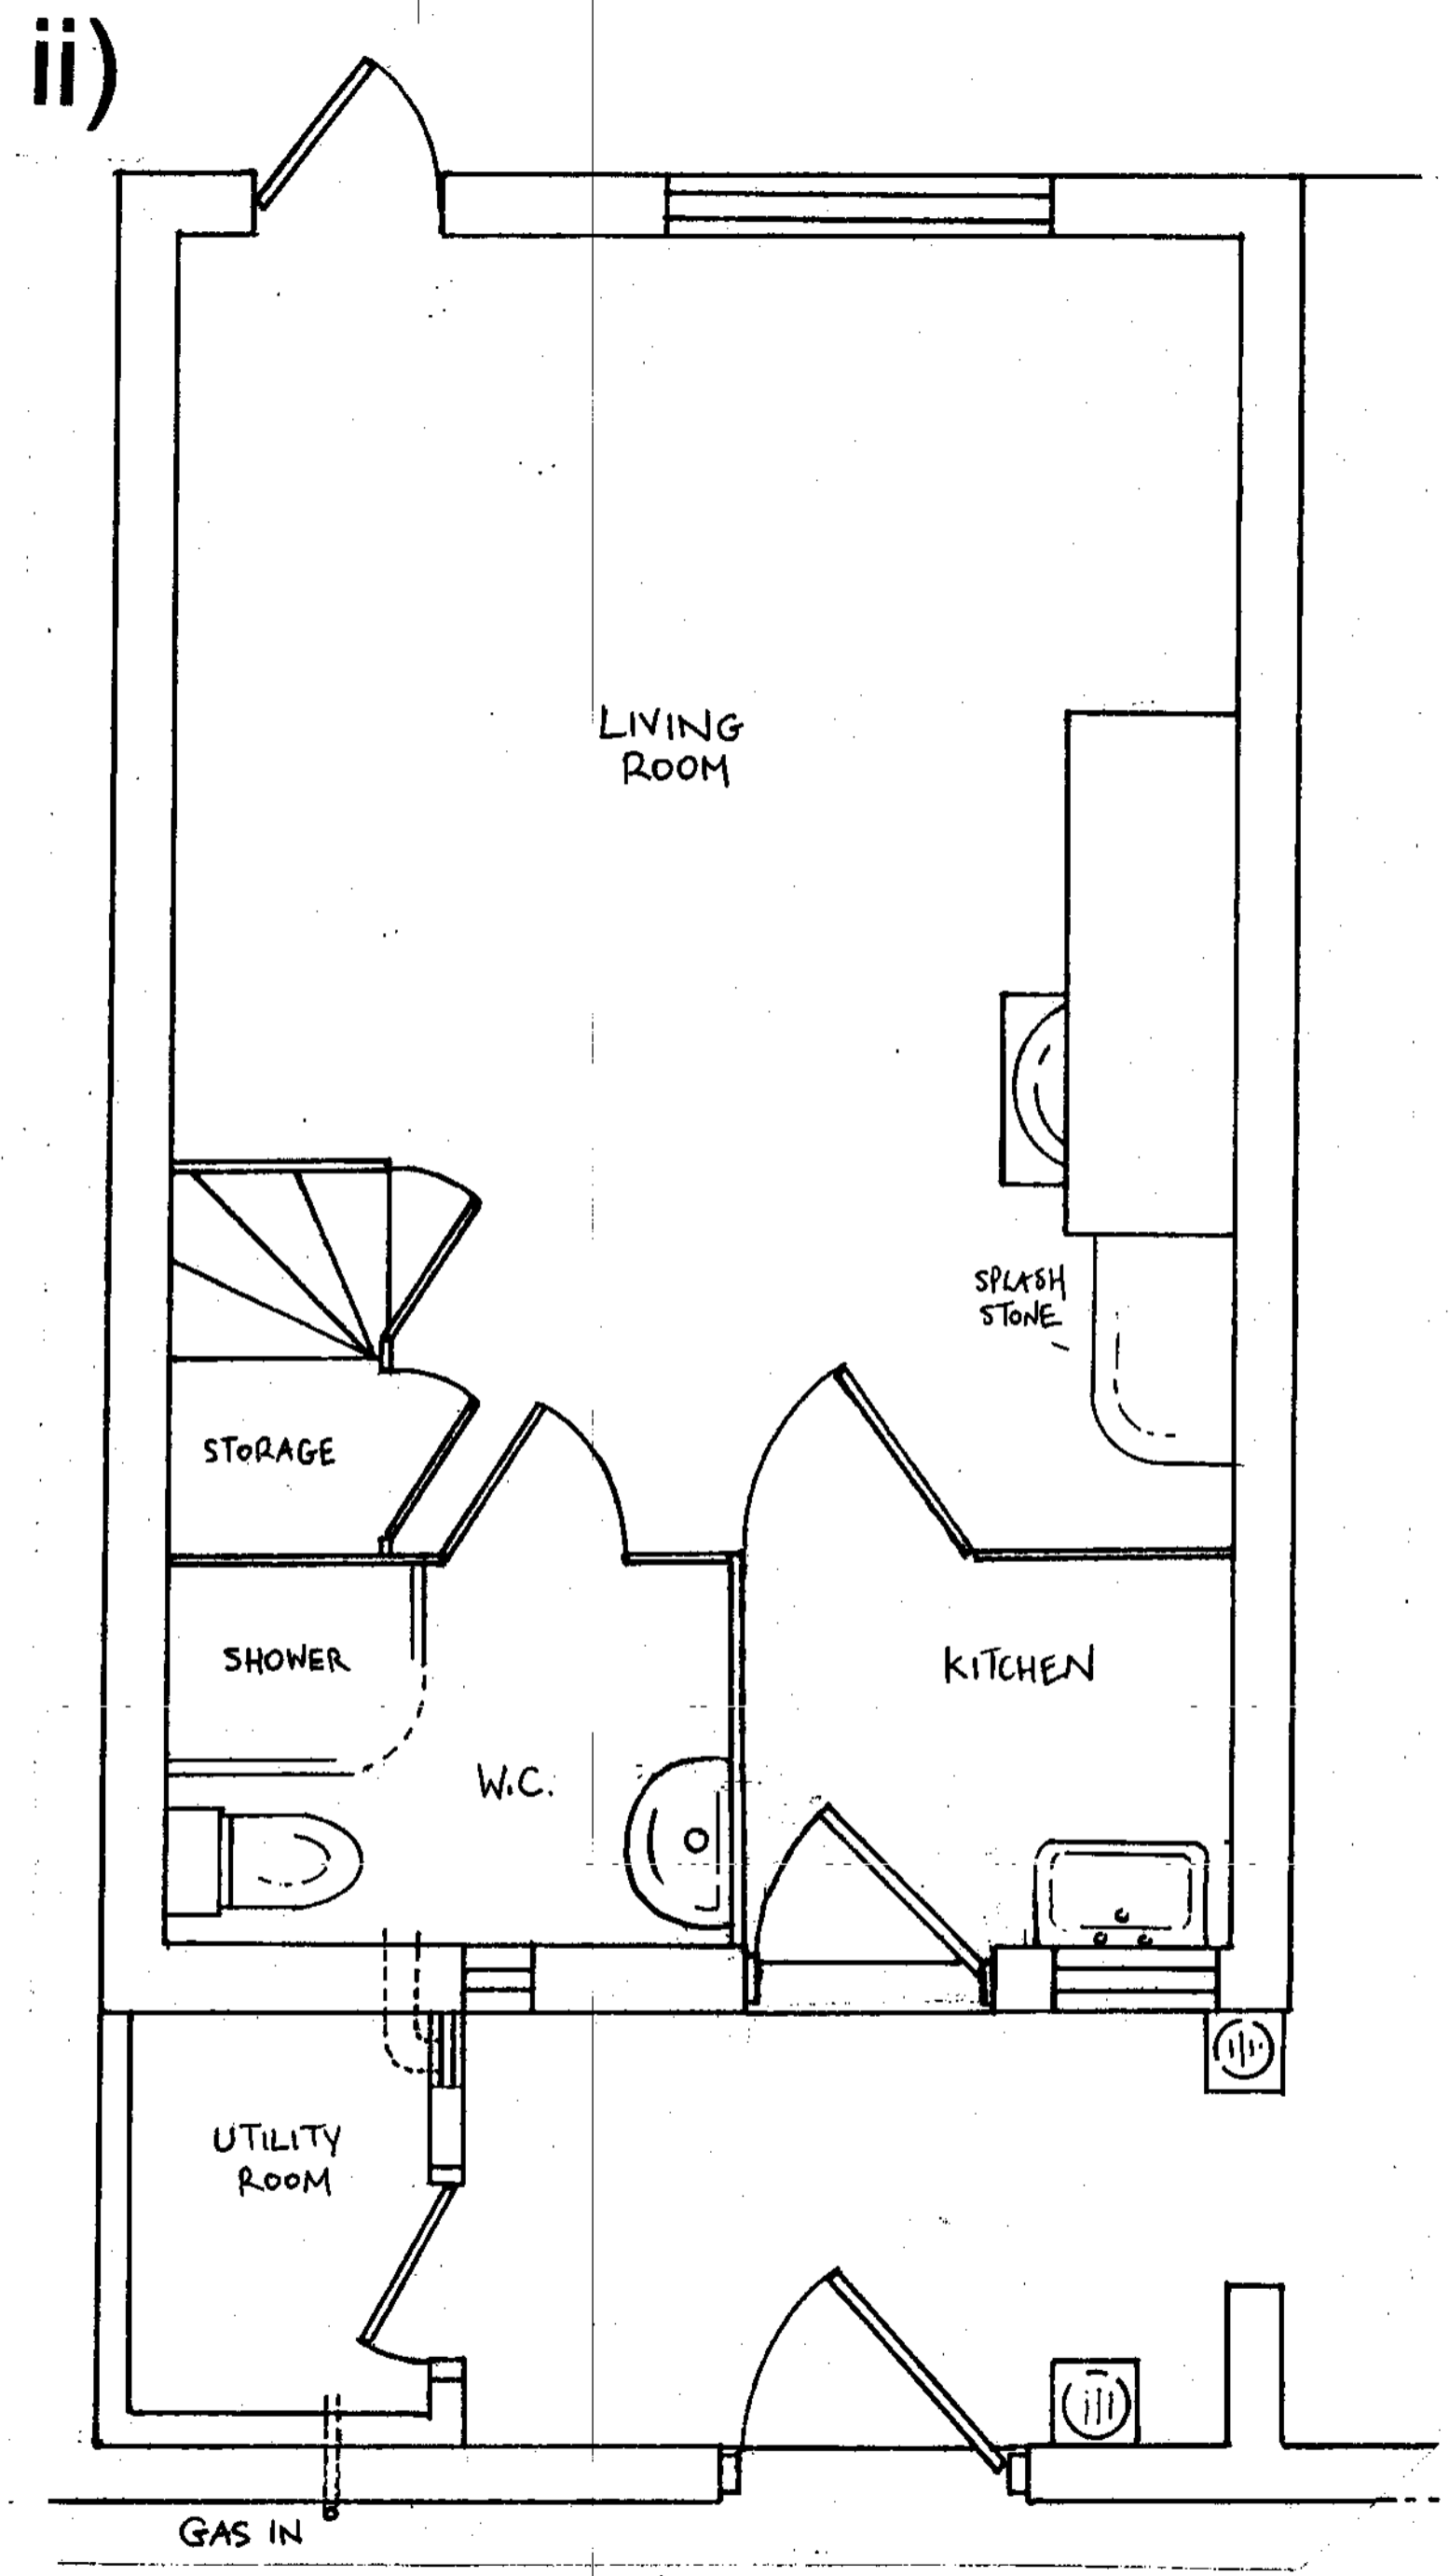 ii)
LIVING
ROOM
SPLASH
STONE
STORAGE
SHOWER
KITCHEN
W.C.
UTILITY
ROOM
GAS IN